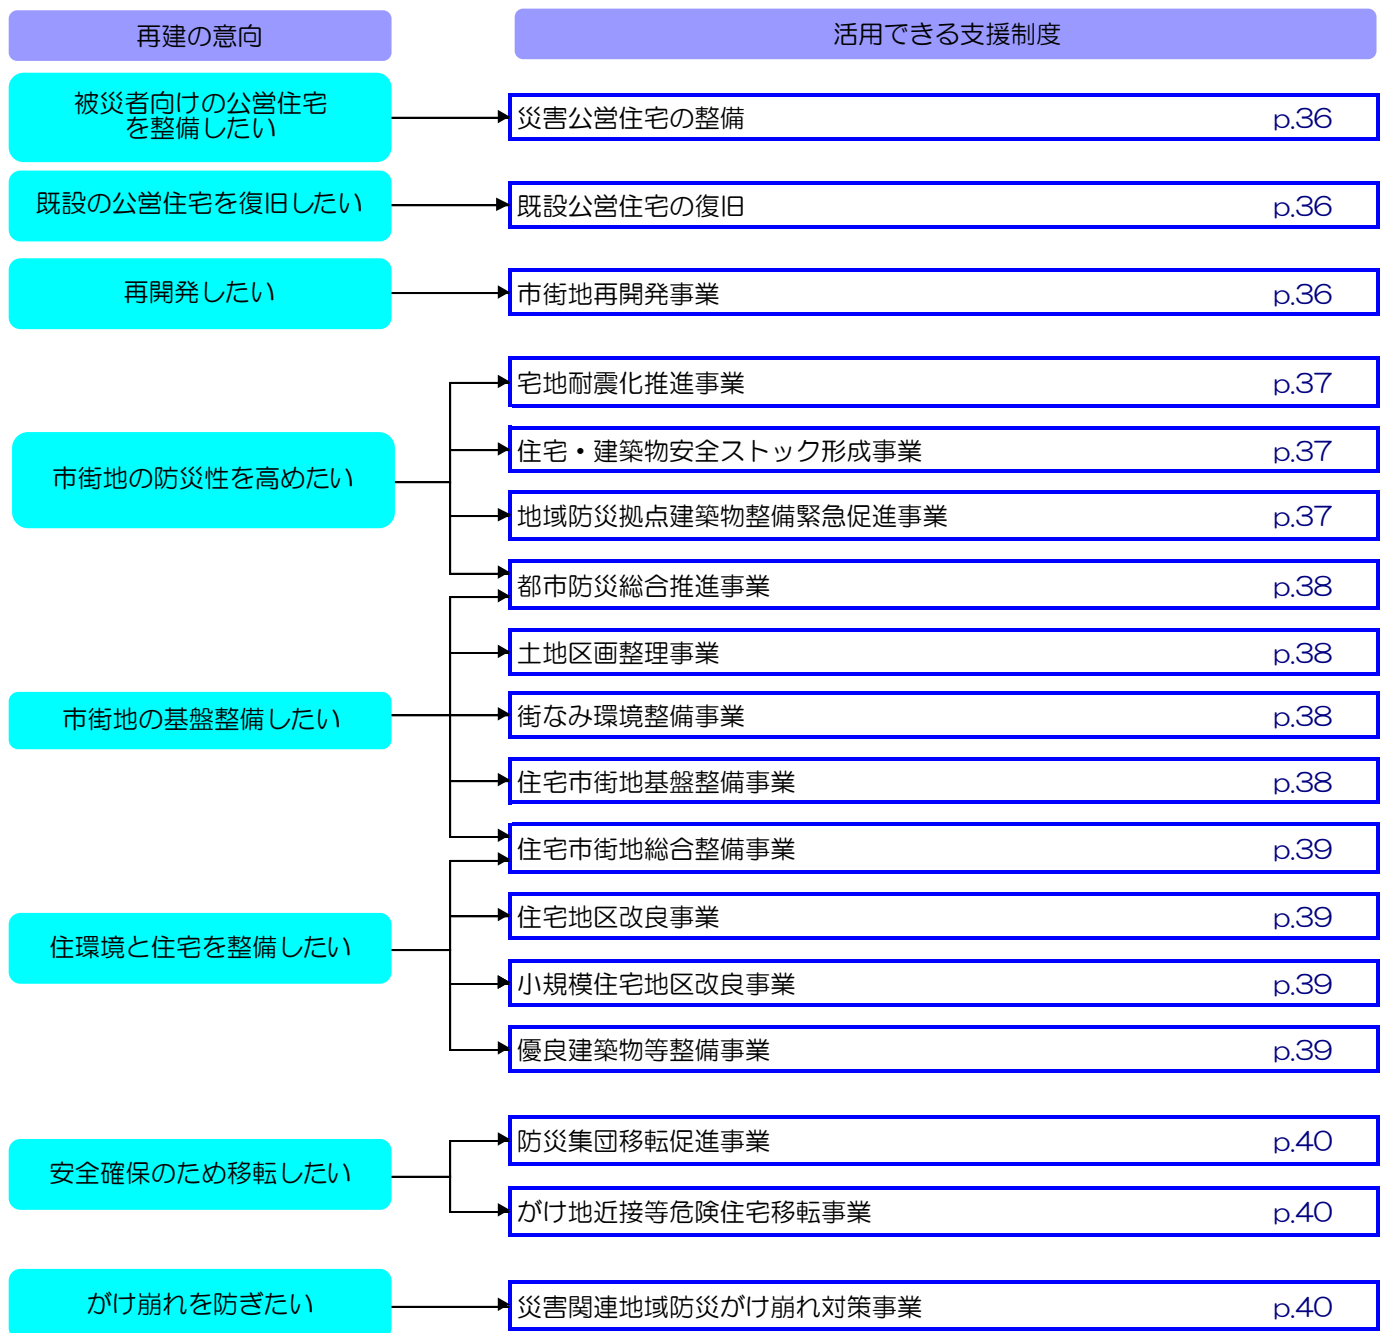 再建の意向
活用できる支援制度
被災者向けの公営住宅
を整備したい
災害公営住宅の整備 p.36
既設の公営住宅を復旧したい
既設公営住宅の復旧 p.36
再開発したい
市街地再開発事業 p.36
市街地の防災性を高めたい
宅地耐震化推進事業 p.37
住宅・建築物安全ストック形成事業 p.37
地域防災拠点建築物整備緊急促進事業 p.37
都市防災総合推進事業 p.38
市街地の基盤整備したい
土地区画整理事業 p.38
街なみ環境整備事業 p.38
住宅市街地基盤整備事業 p.38
住宅市街地総合整備事業 p.39
住環境と住宅を整備したい
住宅地区改良事業 p.39
小規模住宅地区改良事業 p.39
優良建築物等整備事業 p.39
安全確保のため移転したい
防災集団移転促進事業 p.40
がけ地近接等危険住宅移転事業 p.40
がけ崩れを防ぎたい
災害関連地域防災がけ崩れ対策事業 p.40